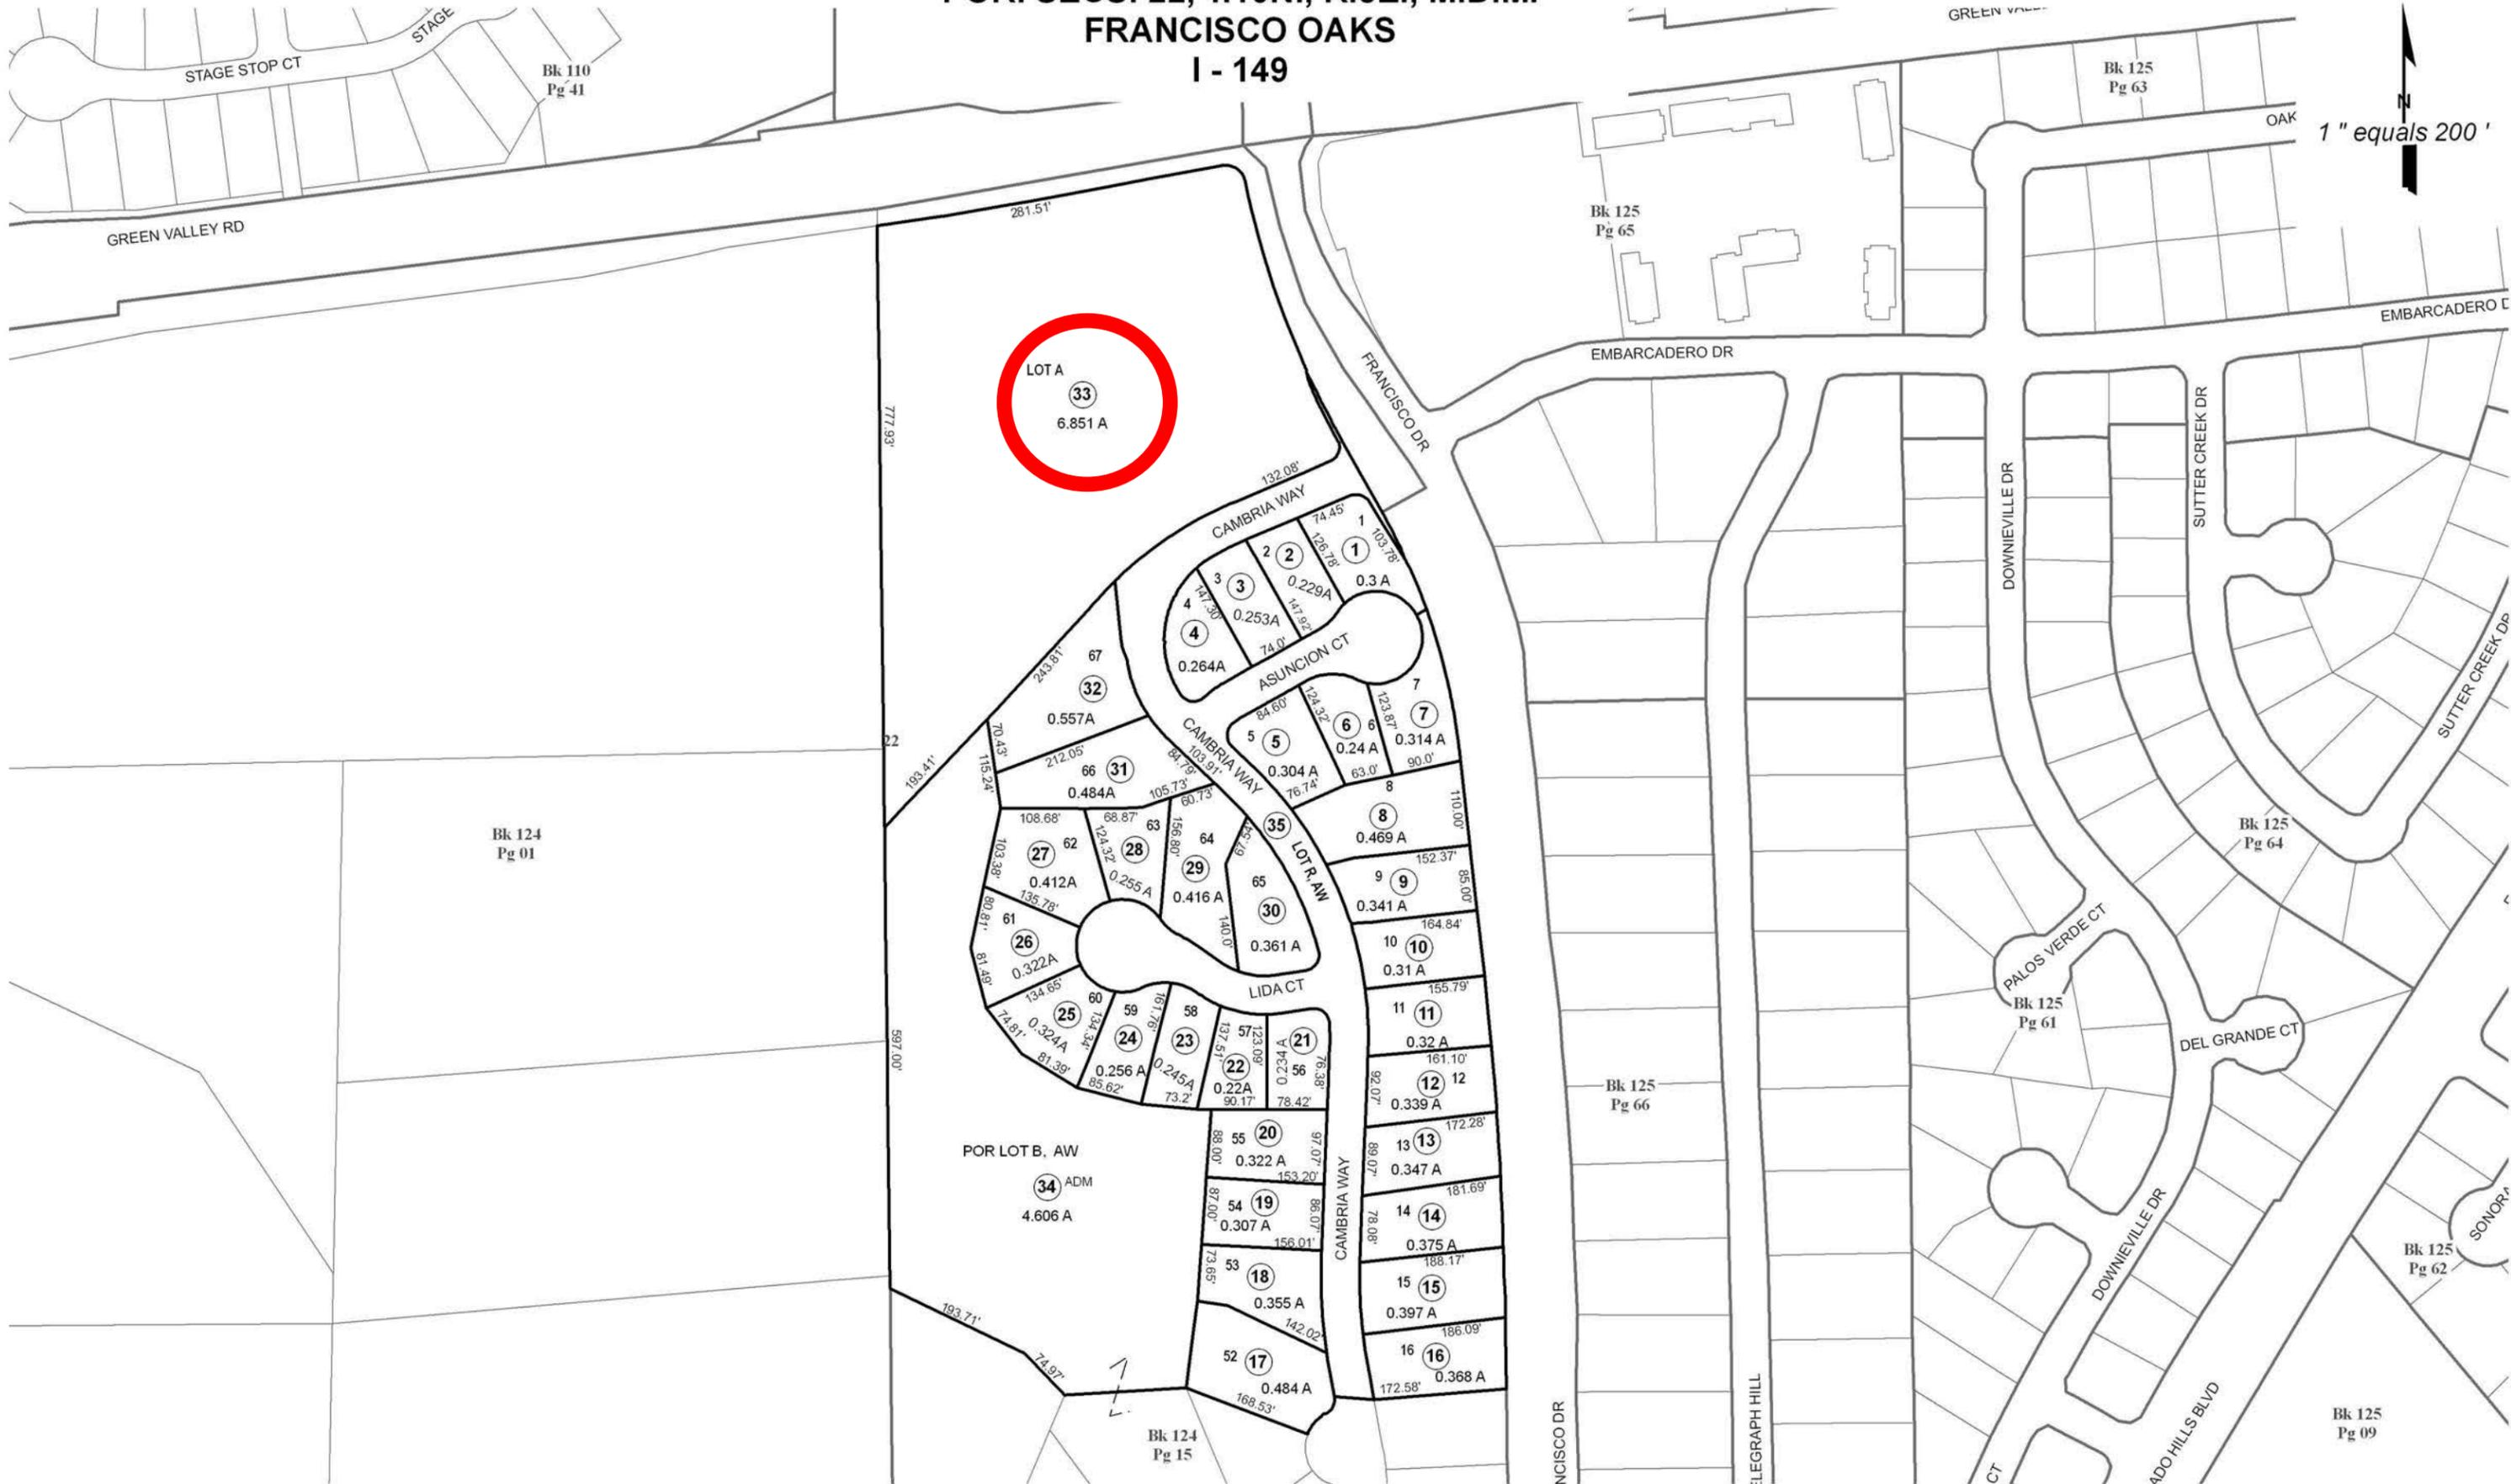 FRANCISCO OAKS
I - 149
STAGE STOP CT
STAGE
Bk 110
Pg 41
GREEN VALLEY RD
Bk 125
Pg 63
OAK
N
1 " equals 200 '
Bk 125
Pg 65
EMBARCADERO DR
EMBARCADERO D
FRANCISCO DR
281.51'
777.93'
LOT A
33
6.851 A
132.08'
CAMBRIA WAY
74.45'
1
103.78'
126.78'
1
0.3 A
2
2
0.229A
147.92'
3
3
0.253A
147.30'
74.0'
4
4
0.264A
ASUNCION CT
243.81'
67
32
0.557A
70.43'
212.05'
115.24'
193.41'
22
66
31
0.484A
84.79'
103.91'
105.73'
60.73'
CAMBRIA WAY
84.60'
5
5
0.304 A
76.74'
124.32'
6
6
0.24 A
63.0'
123.87'
7
7
0.314 A
90.0'
8
8
0.469 A
110.00'
152.37'
35
LOT R, AW
9
9
0.341 A
85.00'
164.84'
10
10
0.31 A
155.79'
11
11
0.32 A
161.10'
12
12
0.339 A
92.07'
172.28'
13
13
0.347 A
89.07'
181.69'
14
14
0.375 A
78.08'
188.17'
15
15
0.397 A
186.09'
16
16
0.368 A
172.58'
108.68'
62
27
0.412A
103.38'
135.78'
68.87'
63
28
0.255 A
124.32'
156.80'
64
29
0.416 A
67.54'
140.0'
65
30
0.361 A
80.81'
61
26
0.322A
81.49'
134.65'
60
25
0.324A
74.81'
81.39'
134.34'
59
24
0.256 A
85.62'
161.76'
58
23
0.245A
73.2'
137.51'
57
22
0.22A
90.17'
123.09'
21
0.234 A
56
76.38'
78.42'
LIDA CT
55
20
0.322 A
88.00'
97.07'
153.20'
54
19
0.307 A
87.00'
86.07'
156.01'
53
18
0.355 A
73.65'
142.02'
52
17
0.484 A
168.53'
CAMBRIA WAY
597.00'
POR LOT B, AW
34
ADM
4.606 A
193.71'
74.97'
Bk 124
Pg 01
Bk 124
Pg 15
Bk 125
Pg 66
DOWNIEVILLE DR
SUTTER CREEK DR
SUTTER CREEK DR
Bk 125
Pg 64
PALOS VERDE CT
Bk 125
Pg 61
DEL GRANDE CT
DOWNIEVILLE DR
Bk 125
Pg 62
SONORA
Bk 125
Pg 09
NCISCO DR
ELEGRAPH HILL
CT
ADO HILLS BLVD